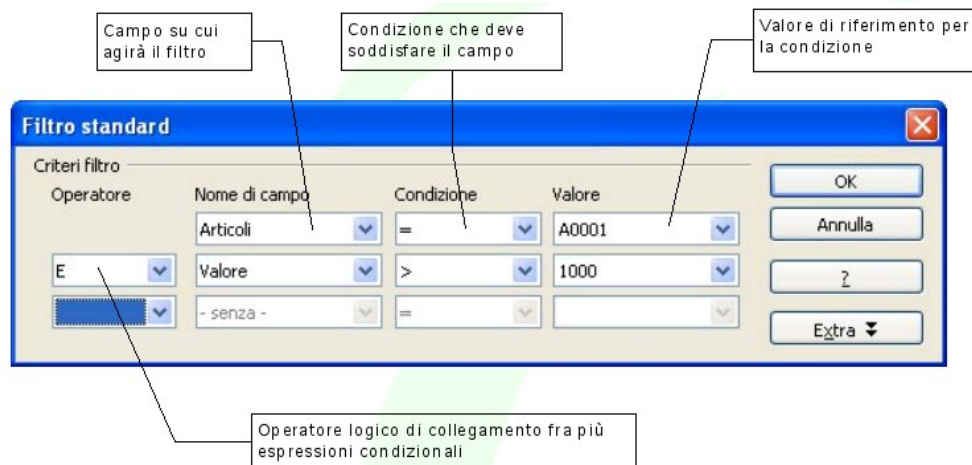 Campo su cui
agirà il filtro
Condizione che deve
soddisfare il campo
Valore di riferimento per
la condizione
Filtro standard
Criteri filtro
Operatore
Nome di campo
Condizione
Valore
OK
Articoli
=
A0001
Annulla
E
Valore
>
1000
?
- senza -
=
Extra
Operatore logico di collegamento fra più
espressioni condizionali